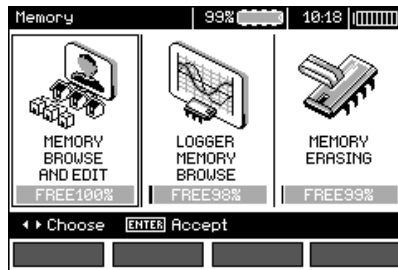 Memory 99% 10:18
MEMORY
BROWSE
AND EDIT
FREE100%
LOGGER
MEMORY
BROWSE
FREE98%
MEMORY
ERASING
FREE99%
Choose ENTER Accept